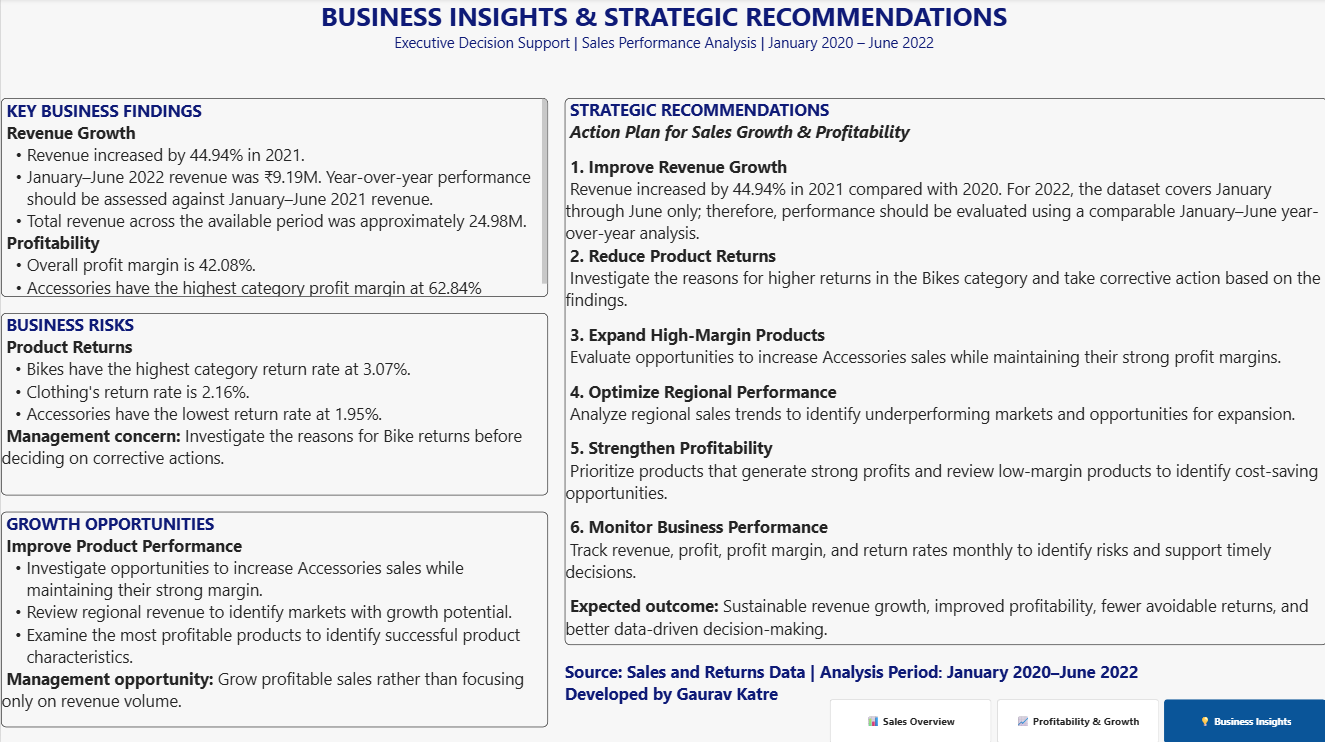 BUSINESS INSIGHTS & STRATEGIC RECOMMENDATIONS
Executive Decision Support | Sales Performance Analysis | January 2020 – June 2022
KEY BUSINESS FINDINGS
Revenue Growth
• Revenue increased by 44.94% in 2021.
• January–June 2022 revenue was ₹9.19M. Year-over-year performance
should be assessed against January–June 2021 revenue.
• Total revenue across the available period was approximately 24.98M.
Profitability
• Overall profit margin is 42.08%.
• Accessories have the highest category profit margin at 62.84%
BUSINESS RISKS
Product Returns
• Bikes have the highest category return rate at 3.07%.
• Clothing's return rate is 2.16%.
• Accessories have the lowest return rate at 1.95%.
Management concern: Investigate the reasons for Bike returns before
deciding on corrective actions.
GROWTH OPPORTUNITIES
Improve Product Performance
• Investigate opportunities to increase Accessories sales while
maintaining their strong margin.
• Review regional revenue to identify markets with growth potential.
• Examine the most profitable products to identify successful product
characteristics.
Management opportunity: Grow profitable sales rather than focusing
only on revenue volume.
STRATEGIC RECOMMENDATIONS
Action Plan for Sales Growth & Profitability
1. Improve Revenue Growth
Revenue increased by 44.94% in 2021 compared with 2020. For 2022, the dataset covers January
through June only; therefore, performance should be evaluated using a comparable January–June year-
over-year analysis.
2. Reduce Product Returns
Investigate the reasons for higher returns in the Bikes category and take corrective action based on the
findings.
3. Expand High-Margin Products
Evaluate opportunities to increase Accessories sales while maintaining their strong profit margins.
4. Optimize Regional Performance
Analyze regional sales trends to identify underperforming markets and opportunities for expansion.
5. Strengthen Profitability
Prioritize products that generate strong profits and review low-margin products to identify cost-saving
opportunities.
6. Monitor Business Performance
Track revenue, profit, profit margin, and return rates monthly to identify risks and support timely
decisions.
Expected outcome: Sustainable revenue growth, improved profitability, fewer avoidable returns, and
better data-driven decision-making.
Source: Sales and Returns Data | Analysis Period: January 2020–June 2022
Developed by Gaurav Katre
Sales Overview
Profitability & Growth
Business Insights